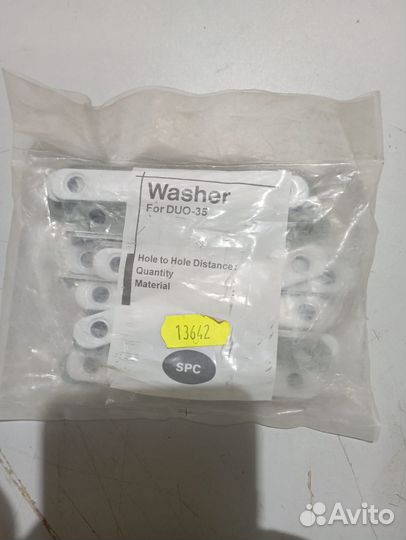 Washer
For DUO-35
Hole to Hole Distance:
Quantity
Material
13642
SPC
Avito